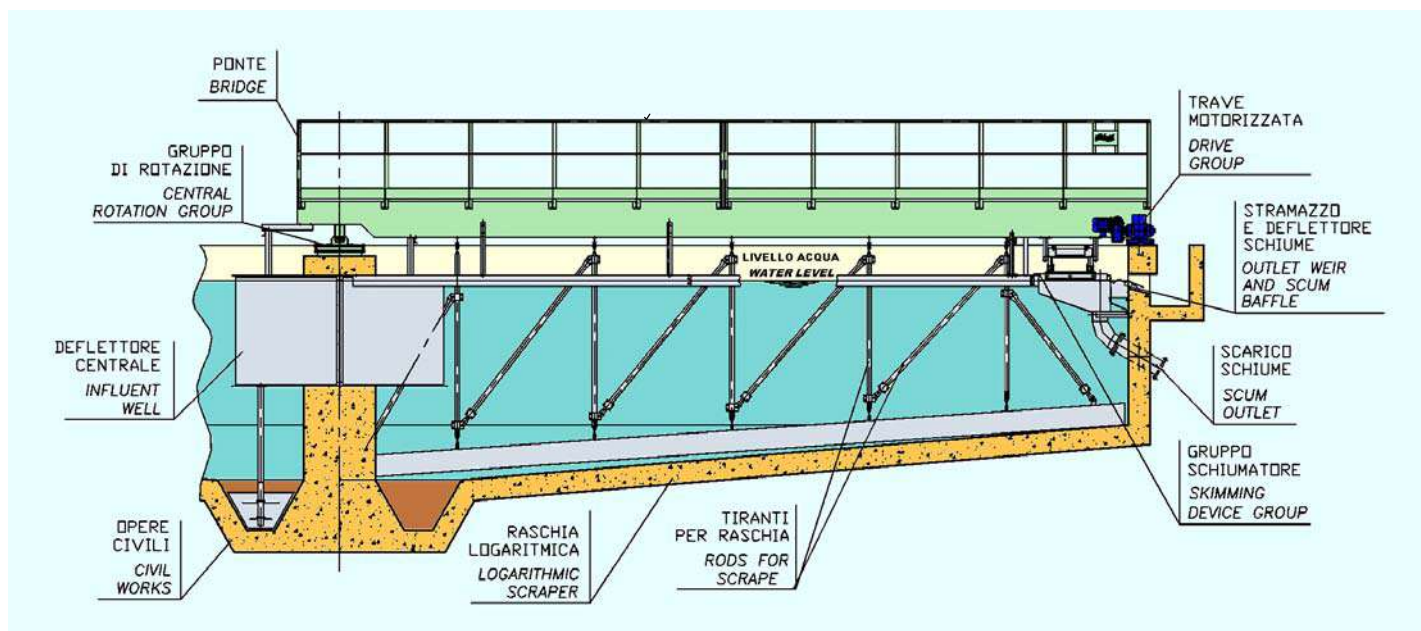 PONTE
BRIDGE
GRUPPO
DI ROTAZIONE
CENTRAL
ROTATION GROUP
TRAVE
MOTORIZZATA
DRIVE
GROUP
STRAMAZZO
E DEFLETTORE
SCHIUME
OUTLET WEIR
AND SCUM
BAFFLE
LIVELLO ACQUA
WATER LEVEL
DEFLETTORE
CENTRALE
INFLUENT
WELL
SCARICO
SCHIUME
SCUM
OUTLET
GRUPPO
SCHIUMATORE
SKIMMING
DEVICE GROUP
OPERE
CIVILI
CIVIL
WORKS
RASCHIA
LOGARITMICA
LOGARITHMIC
SCRAPER
TIRANTI
PER RASCHIA
RODS FOR
SCRAPE